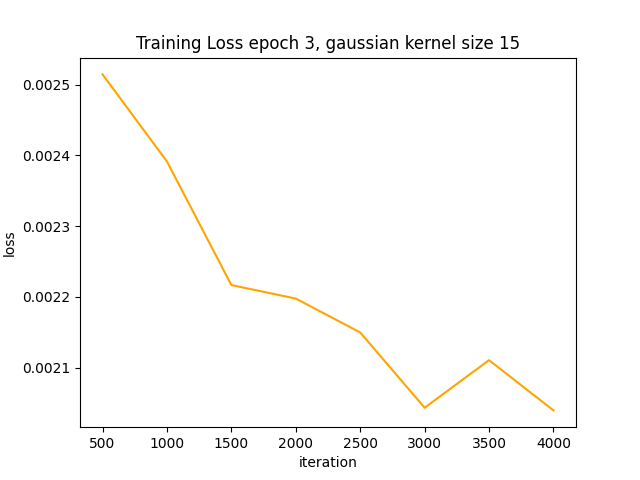 Training Loss epoch 3, gaussian kernel size 15
0.0025
0.0024
0.0023
0.0022
0.0021
loss
500 1000 1500 2000 2500 3000 3500 4000
iteration